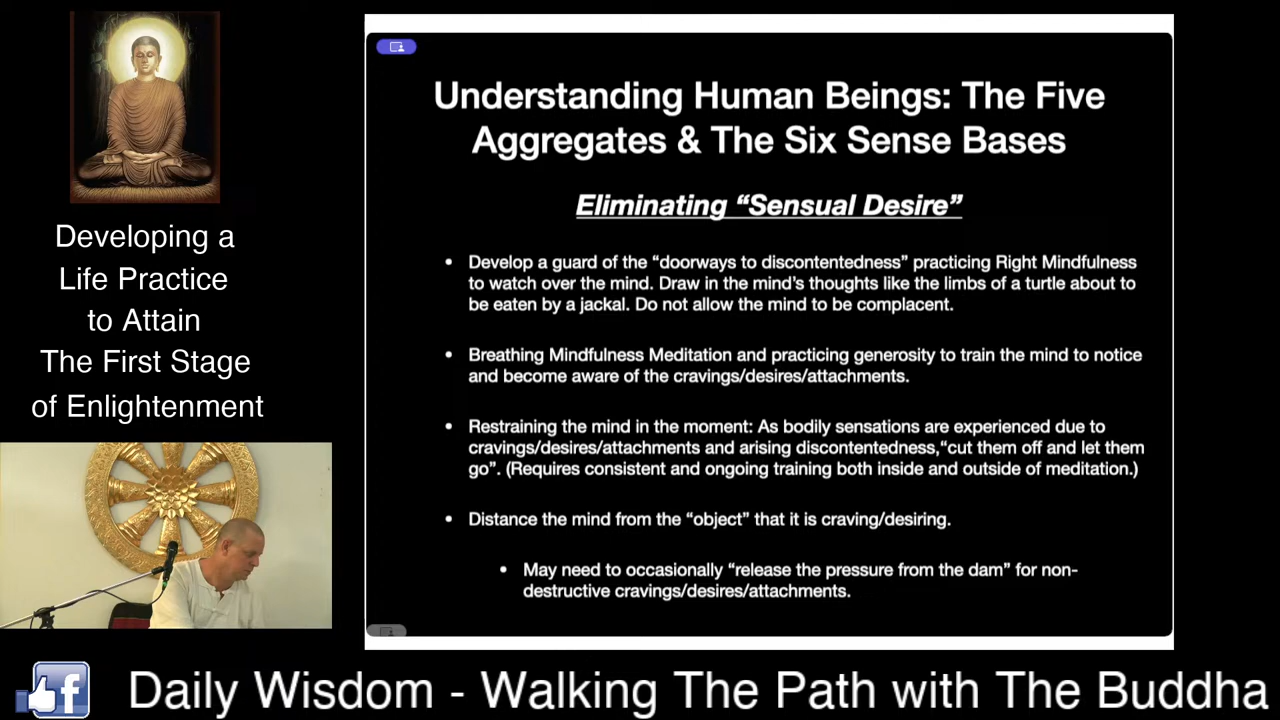 Developing a
Life Practice
to Attain
The First Stage
of Enlightenment
Understanding Human Beings: The Five
Aggregates & The Six Sense Bases
Eliminating “Sensual Desire”
• Develop a guard of the “doorways to discontentedness” practicing Right Mindfulness
to watch over the mind. Draw in the mind’s thoughts like the limbs of a turtle about to
be eaten by a jackal. Do not allow the mind to be complacent.
• Breathing Mindfulness Meditation and practicing generosity to train the mind to notice
and become aware of the cravings/desires/attachments.
• Restraining the mind in the moment: As bodily sensations are experienced due to
cravings/desires/attachments and arising discontentedness,“cut them off and let them
go”. (Requires consistent and ongoing training both inside and outside of meditation.)
• Distance the mind from the “object” that it is craving/desiring.
• May need to occasionally “release the pressure from the dam” for non-
destructive cravings/desires/attachments.
f
Daily Wisdom - Walking The Path with The Buddha